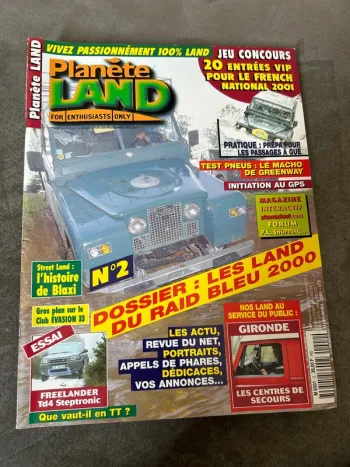 Planète LAND
VIVEZ PASSIONNÉMENT 100% LAND
JEU CONCOURS
20 ENTRÉES VIP
POUR LE FRENCH
NATIONAL 2001
Planète
LAND
FOR ENTHUSIASTS ONLY
PRATIQUE : PRÉPA POUR
LES PASSAGES A GUÉ
TEST PNEUS : LE MACHO
DE GREENWAY
INITIATION AU GPS
MAGAZINE
INTERACTIF
FORUM
P.A. SHOPPING...
Street Land :
l'histoire
de Blaxi
N°2
DOSSIER : LES LAND
DU RAID BLEU 2000
Gros plan sur le
Club EVASION 33
ESSAI
FREELANDER
Td4 Steptronic
Que vaut-il en TT ?
LES ACTU,
REVUE DU NET,
PORTRAITS,
APPELS DE PHARES,
DÉDICACES,
VOS ANNONCES...
NOS LAND AU
SERVICE DU PUBLIC :
GIRONDE
LES CENTRES DE
SECOURS